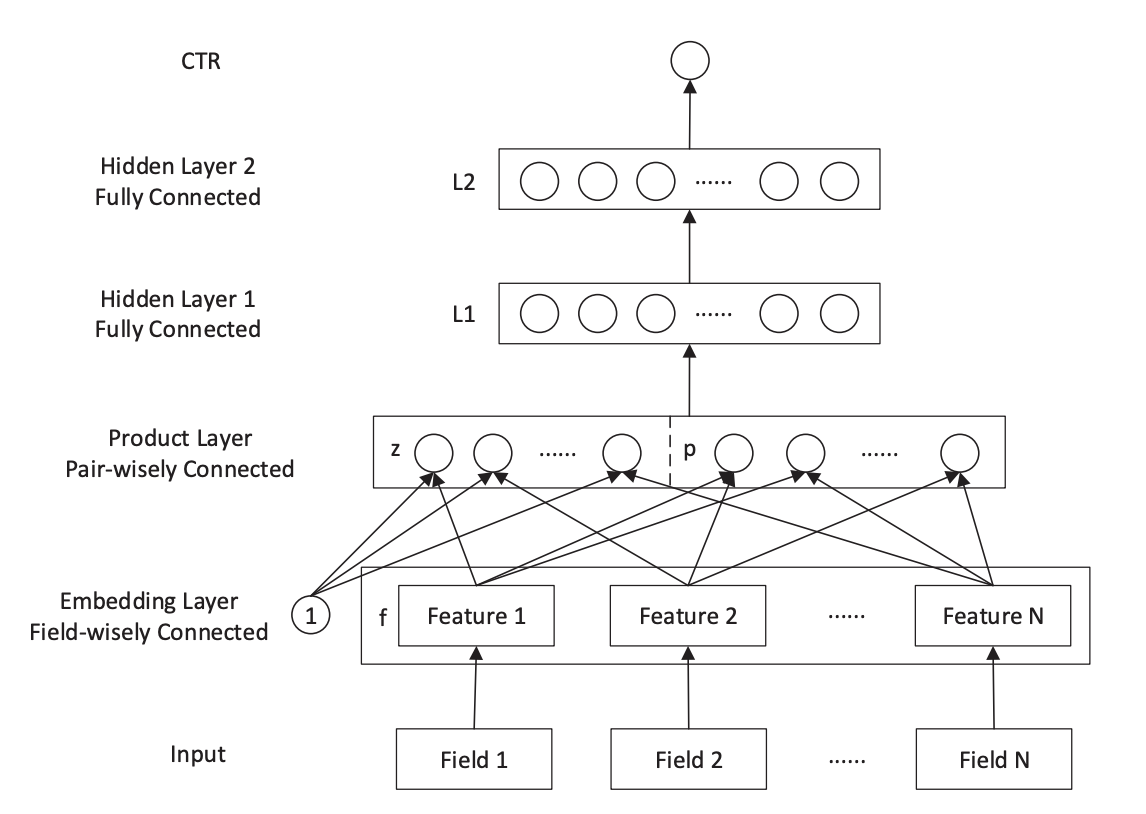 CTR
Hidden Layer 2
Fully Connected
L2
......
Hidden Layer 1
Fully Connected
L1
......
Product Layer
Pair-wisely Connected
z
......
p
......
Embedding Layer
Field-wisely Connected
1
f
Feature 1
Feature 2
......
Feature N
Input
Field 1
Field 2
......
Field N